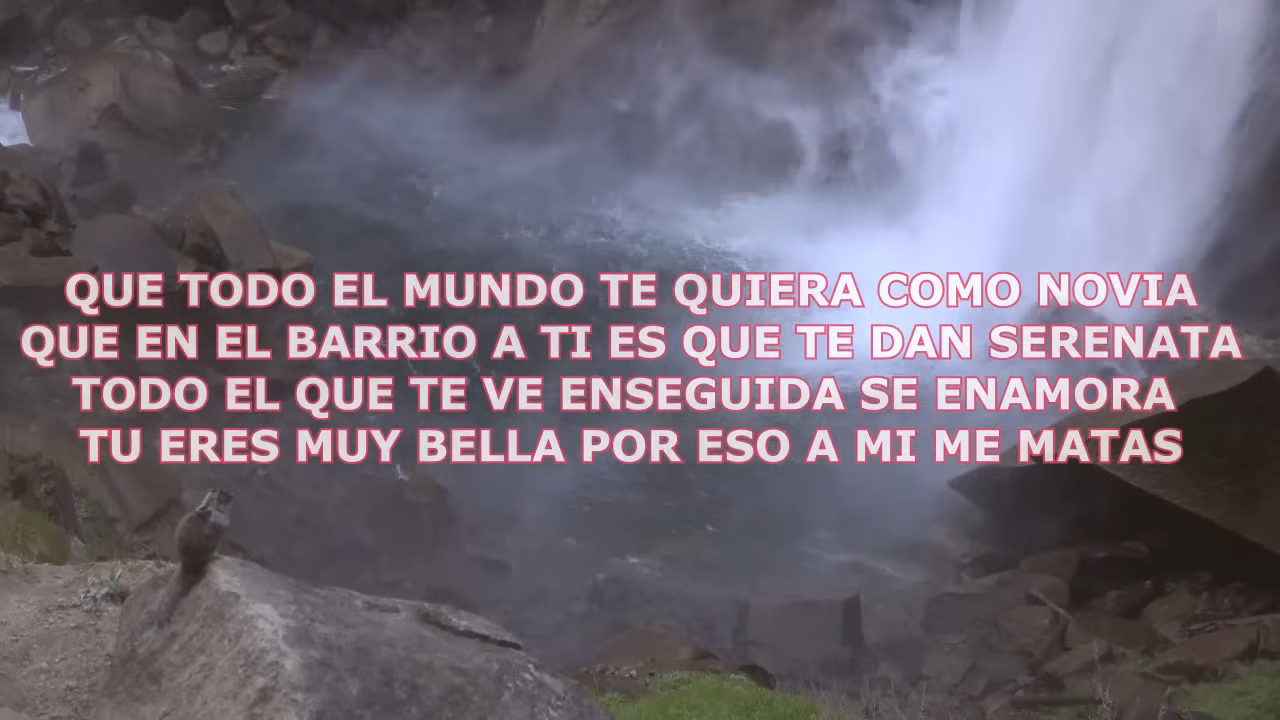 QUE TODO EL MUNDO TE QUIERA COMO NOVIA
QUE EN EL BARRIO A TI ES QUE TE DAN SERENATA
TODO EL QUE TE VE ENSEGUIDA SE ENAMORA
TU ERES MUY BELLA POR ESO A MI ME MATAS